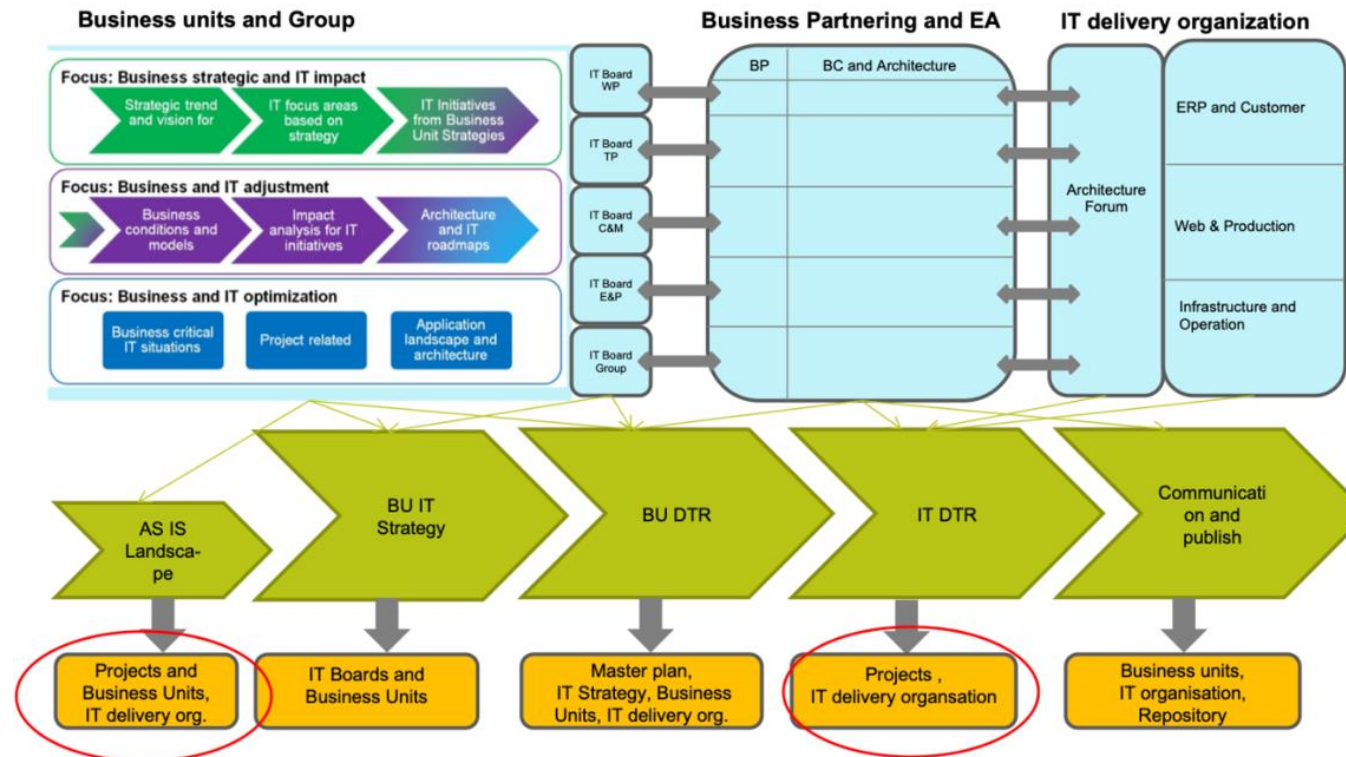 Business units and Group
Business Partnering and EA
IT delivery organization
Focus: Business strategic and IT impact
Strategic trend
and vision for
IT focus areas
based on
strategy
IT Initiatives
from Business
Unit Strategies
Focus: Business and IT adjustment
Business
conditions and
models
Impact
analysis for IT
initiatives
Architecture
and IT
roadmaps
Focus: Business and IT optimization
Business critical
IT situations
Project related
Application
landscape and
architecture
IT Board
WP
IT Board
TP
IT Board
C&M
IT Board
E&P
IT Board
Group
BP
BC and Architecture
Architecture
Forum
ERP and Customer
Web & Production
Infrastructure and
Operation
AS IS
Landsca-
pe
BU IT
Strategy
BU DTR
IT DTR
Communicati
on and
publish
Projects and
Business Units,
IT delivery org.
IT Boards and
Business Units
Master plan,
IT Strategy, Business
Units, IT delivery org.
Projects ,
IT delivery organsation
Business units,
IT organisation,
Repository